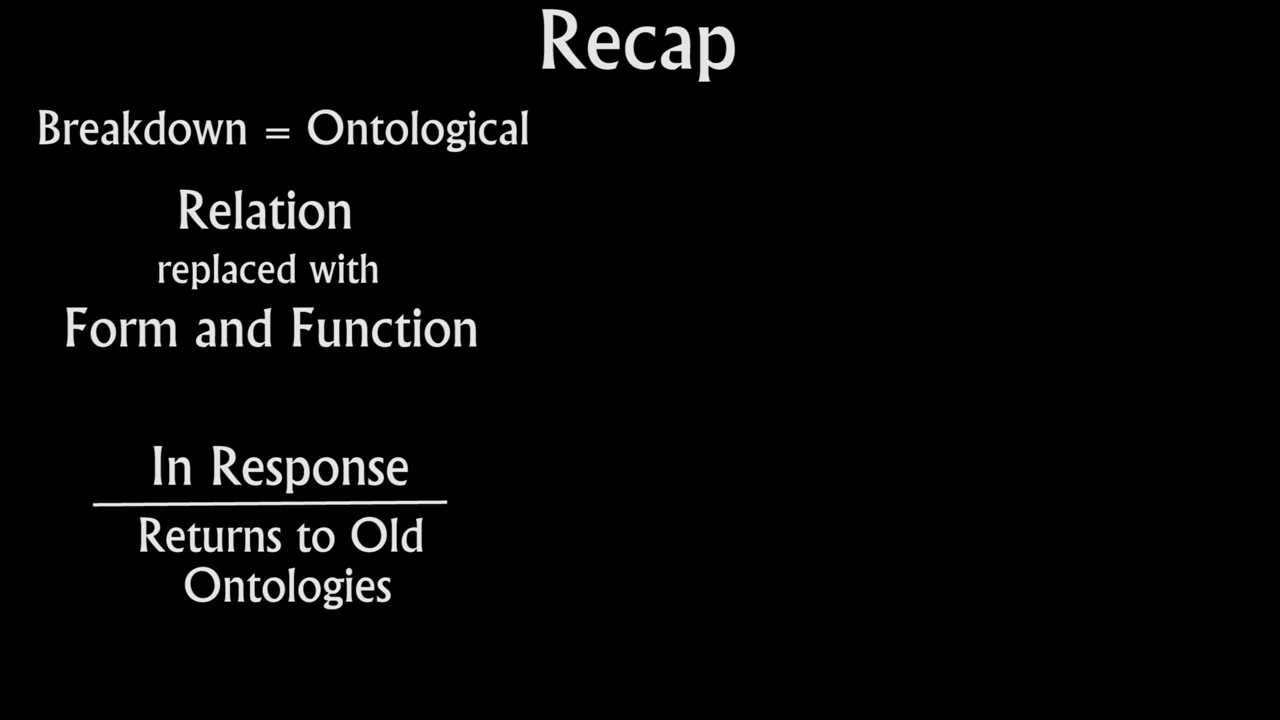 Recap
Breakdown = Ontological
Relation
replaced with
Form and Function
In Response
Returns to Old
Ontologies